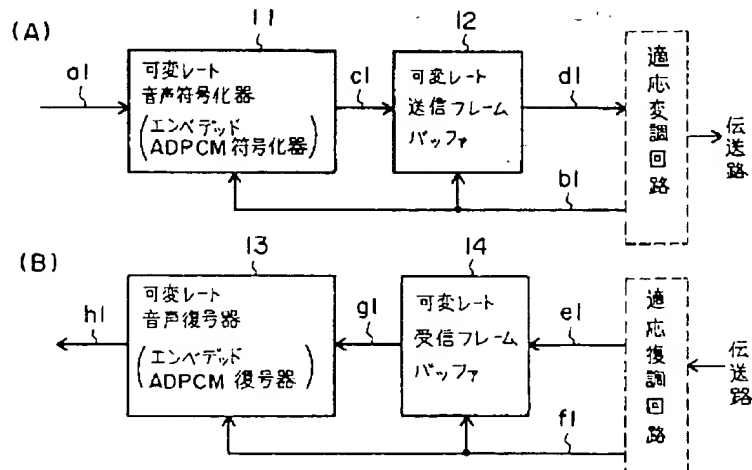 (A)
11
12
a1
可変レート
音声符号化器
(エンベデッド
ADPCM符号化器)
c1
可変レート
送信フレーム
バッファ
d1
b1
適応変調回路
伝送路
(B)
13
14
h1
可変レート
音声復号器
(エンベデッド
ADPCM復号器)
g1
可変レート
受信フレーム
バッファ
e1
f1
適応復調回路
伝送路